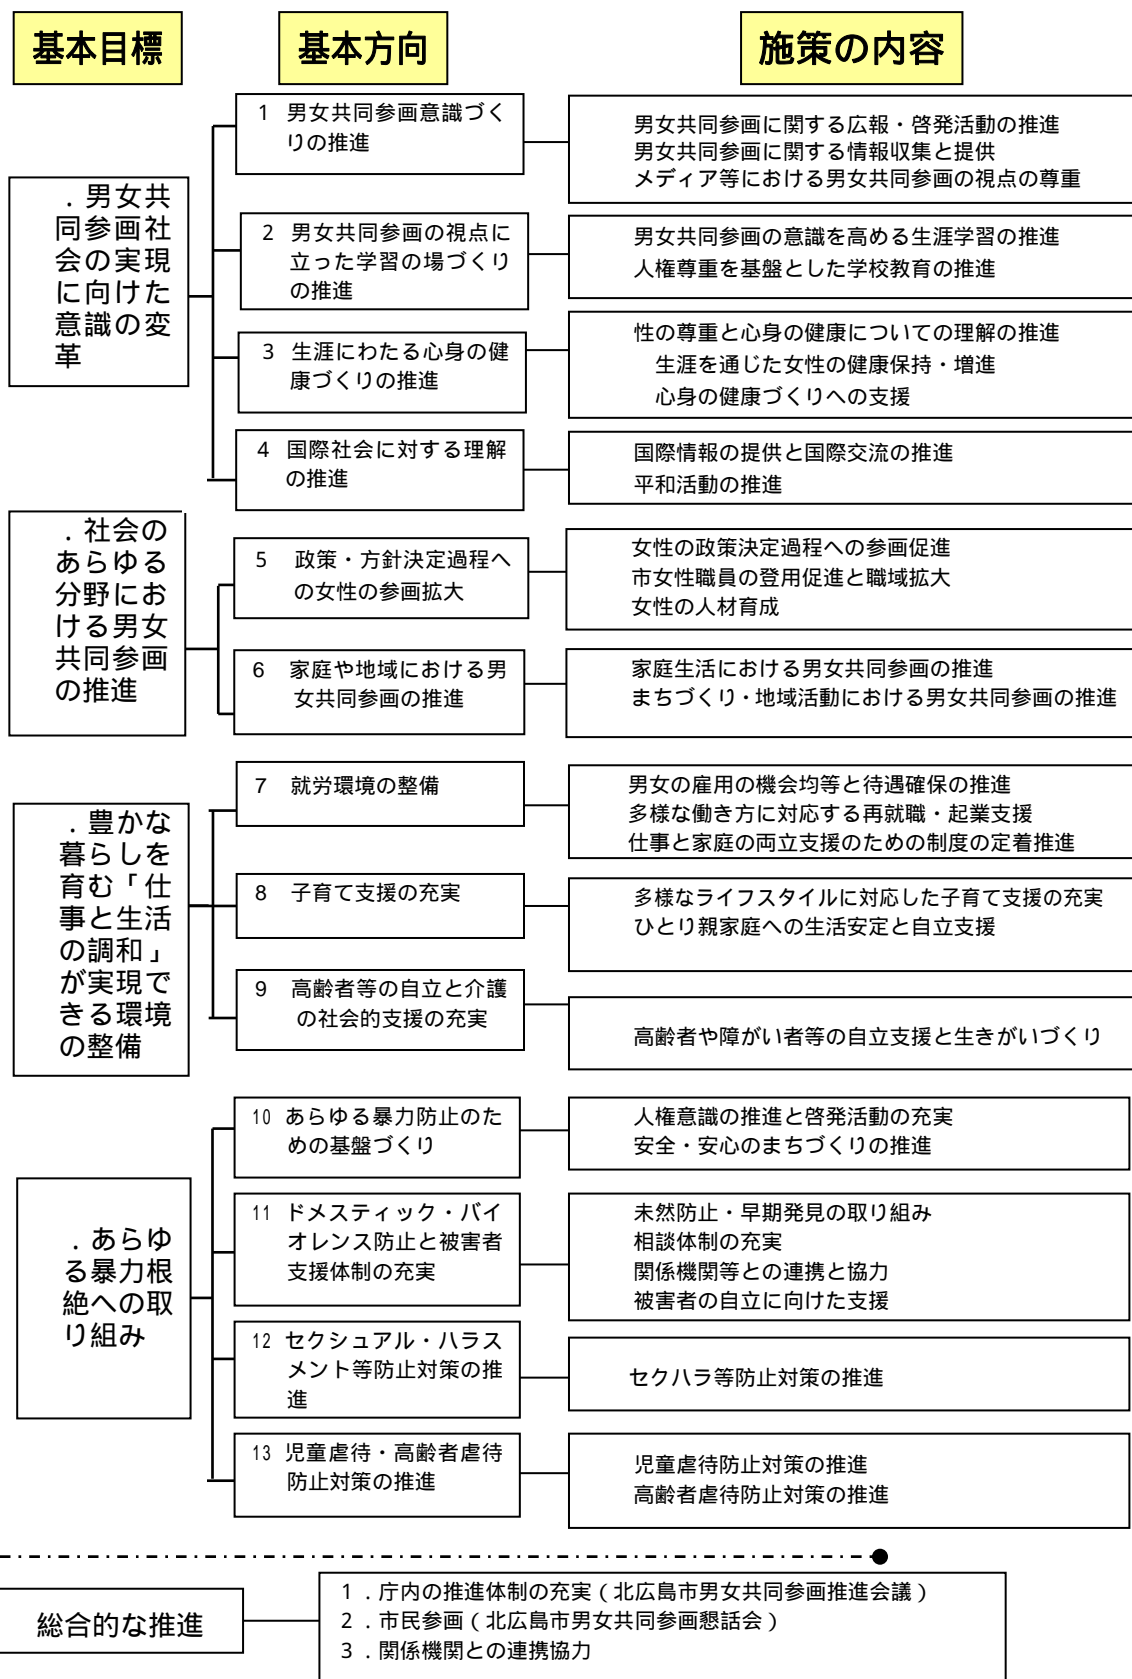 基本目標
基本方向
施策の内容
．男女共
同参画社
会の実現
に向けた
意識の変
革
1 男女共同参画意識づく
りの推進
男女共同参画に関する広報・啓発活動の推進
男女共同参画に関する情報収集と提供
メディア等における男女共同参画の視点の尊重
2 男女共同参画の視点に
立った学習の場づくり
の推進
男女共同参画の意識を高める生涯学習の推進
人権尊重を基盤とした学校教育の推進
3 生涯にわたる心身の健
康づくりの推進
性の尊重と心身の健康についての理解の推進
生涯を通じた女性の健康保持・増進
心身の健康づくりへの支援
4 国際社会に対する理解
の推進
国際情報の提供と国際交流の推進
平和活動の推進
．社会の
あらゆる
分野にお
ける男女
共同参画
の推進
5 政策・方針決定過程へ
の女性の参画拡大
女性の政策決定過程への参画促進
市女性職員の登用促進と職域拡大
女性の人材育成
6 家庭や地域における男
女共同参画の推進
家庭生活における男女共同参画の推進
まちづくり・地域活動における男女共同参画の推進
．豊かな
暮らしを
育む「仕
事と生活
の調和」
が実現で
きる環境
の整備
7 就労環境の整備
男女の雇用の機会均等と待遇確保の推進
多様な働き方に対応する再就職・起業支援
仕事と家庭の両立支援のための制度の定着推進
8 子育て支援の充実
多様なライフスタイルに対応した子育て支援の充実
ひとり親家庭への生活安定と自立支援
9 高齢者等の自立と介護
の社会的支援の充実
高齢者や障がい者等の自立支援と生きがいづくり
．あらゆ
る暴力根
絶への取
り組み
10 あらゆる暴力防止のた
めの基盤づくり
人権意識の推進と啓発活動の充実
安全・安心のまちづくりの推進
11 ドメスティック・バイ
オレンス防止と被害者
支援体制の充実
未然防止・早期発見の取り組み
相談体制の充実
関係機関等との連携と協力
被害者の自立に向けた支援
12 セクシュアル・ハラス
メント等防止対策の推
進
セクハラ等防止対策の推進
13 児童虐待・高齢者虐待
防止対策の推進
児童虐待防止対策の推進
高齢者虐待防止対策の推進
総合的な推進
1．庁内の推進体制の充実（北広島市男女共同参画推進会議）
2．市民参画（北広島市男女共同参画懇話会）
3．関係機関との連携協力